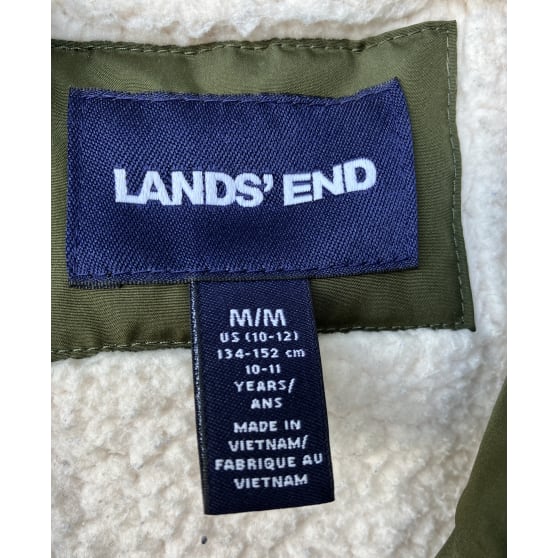 LANDS' END
M/M
US (10-12)
134-152 cm
10-11
YEARS/
ANS
MADE IN
VIETNAM/
FABRIQUE AU
VIETNAM